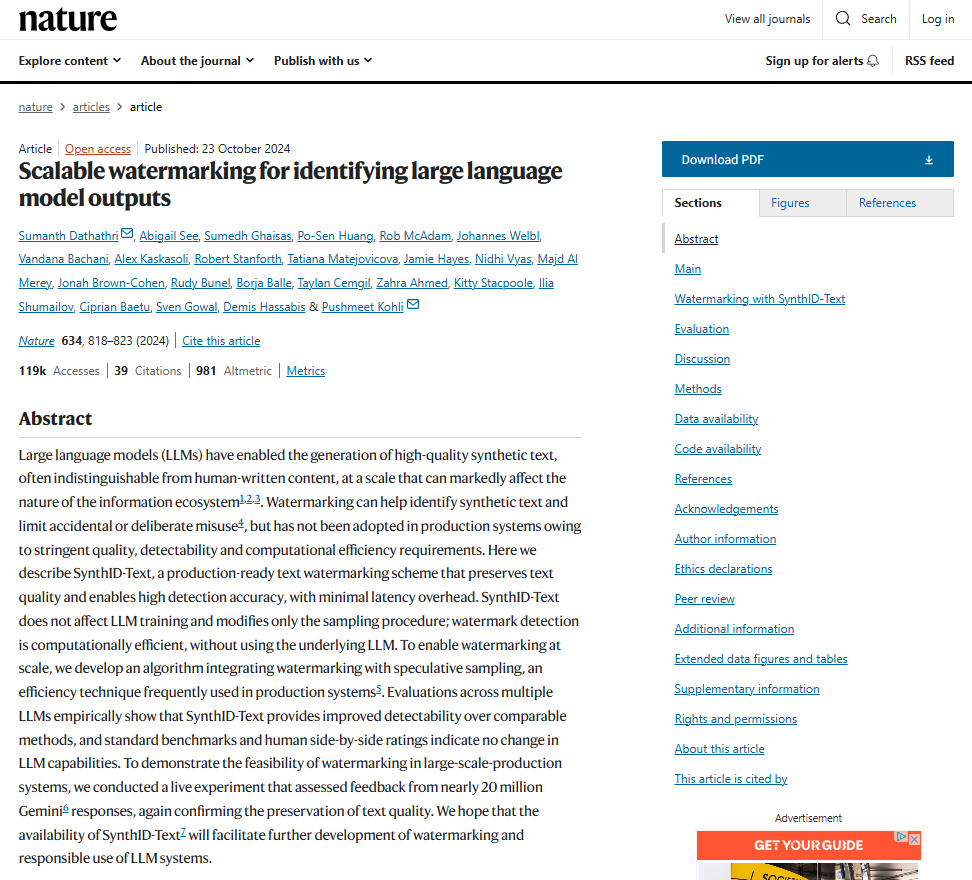 nature
View all journals
Search
Log in
Explore content
About the journal
Publish with us
Sign up for alerts
RSS feed
nature > articles > article
Article | Open access | Published: 23 October 2024
Scalable watermarking for identifying large language
model outputs
Sumanth Dathathri, Abigail See, Sumedh Ghaisas, Po-Sen Huang, Rob McAdam, Johannes Welbl,
Vandana Bachani, Alex Kaskasoli, Robert Stanforth, Tatiana Matejovicova, Jamie Hayes, Nidhi Vyas, Majd Al
Merey, Jonah Brown-Cohen, Rudy Bunel, Borja Balle, Taylan Cemgil, Zahra Ahmed, Kitty Stacpoole, Ilia
Shumailov, Ciprian Baetu, Sven Gowal, Demis Hassabis & Pushmeet Kohli
Nature 634, 818–823 (2024) | Cite this article
119k Accesses | 39 Citations | 981 Altmetric | Metrics
Abstract
Large language models (LLMs) have enabled the generation of high-quality synthetic text,
often indistinguishable from human-written content, at a scale that can markedly affect the
nature of the information ecosystem1,2,3. Watermarking can help identify synthetic text and
limit accidental or deliberate misuse4, but has not been adopted in production systems owing
to stringent quality, detectability and computational efficiency requirements. Here we
describe SynthID-Text, a production-ready text watermarking scheme that preserves text
quality and enables high detection accuracy, with minimal latency overhead. SynthID-Text
does not affect LLM training and modifies only the sampling procedure; watermark detection
is computationally efficient, without using the underlying LLM. To enable watermarking at
scale, we develop an algorithm integrating watermarking with speculative sampling, an
efficiency technique frequently used in production systems5. Evaluations across multiple
LLMs empirically show that SynthID-Text provides improved detectability over comparable
methods, and standard benchmarks and human side-by-side ratings indicate no change in
LLM capabilities. To demonstrate the feasibility of watermarking in large-scale-production
systems, we conducted a live experiment that assessed feedback from nearly 20 million
Gemini6 responses, again confirming the preservation of text quality. We hope that the
availability of SynthID-Text7 will facilitate further development of watermarking and
responsible use of LLM systems.
Download PDF
Sections
Figures
References
Abstract
Main
Watermarking with SynthID-Text
Evaluation
Discussion
Methods
Data availability
Code availability
References
Acknowledgements
Author information
Ethics declarations
Peer review
Additional information
Extended data figures and tables
Supplementary information
Rights and permissions
About this article
This article is cited by
Advertisement
GET YOUR GUIDE